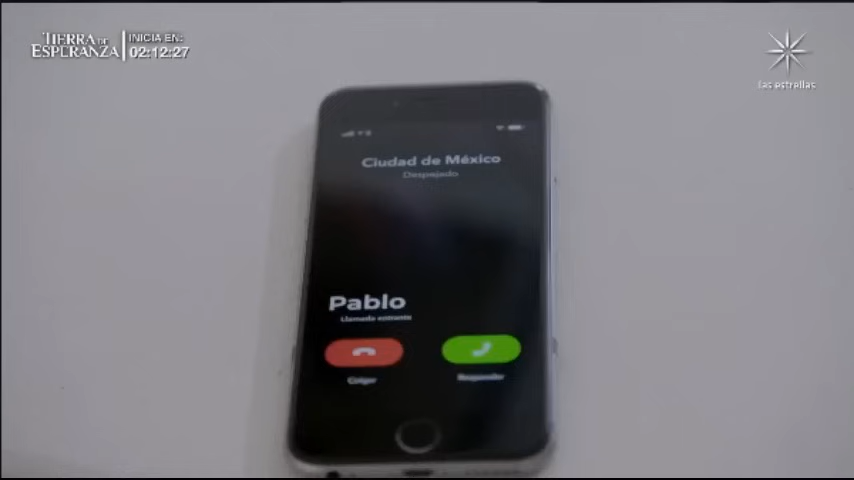 TIERRA DE
ESPERANZA
INICIA EN:
02:12:27
las estrellas
Ciudad de México
Despejado
Pablo
Llamada entrante
Colgar
Responder